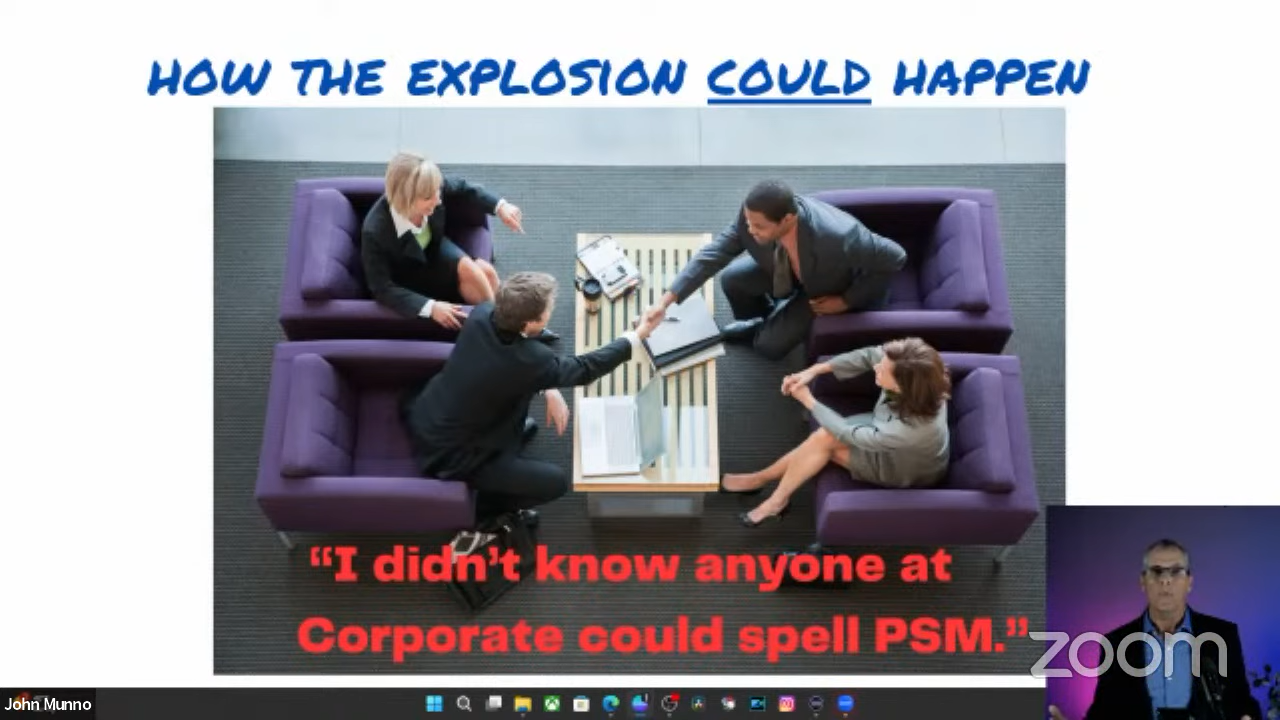 HOW THE EXPLOSION COULD HAPPEN
“I didn’t know anyone at
Corporate could spell PSM.”
zoom
John Munno